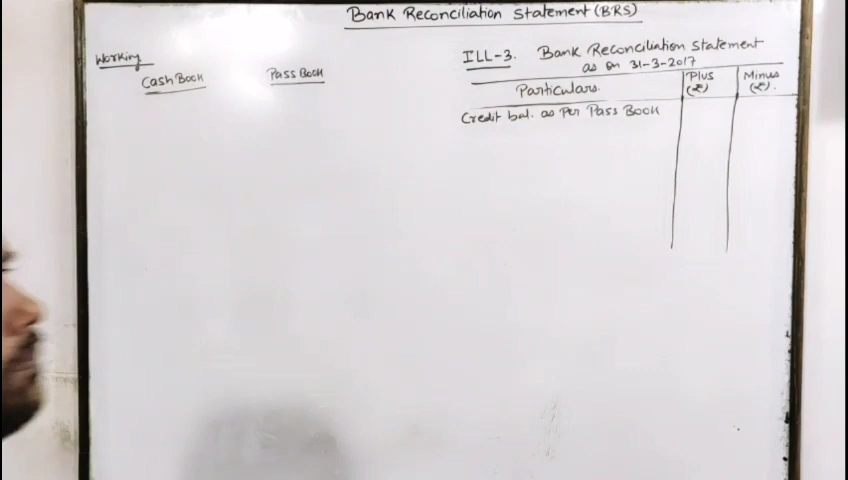 Bank Reconciliation Statement (BRS)
Working
Cash Book
Pass Book
ILL-3. Bank Reconciliation Statement
as on 31-3-2017
Particulars.
Plus
(₹)
Minus
(₹).
Credit bal. as Per Pass Book